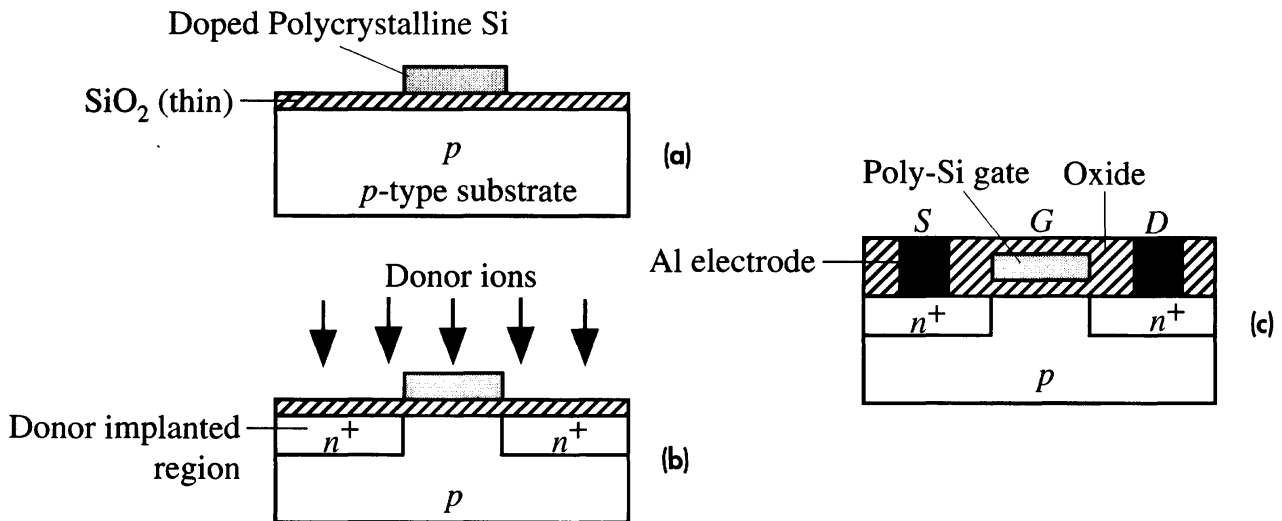 Doped Polycrystalline Si
SiO₂ (thin)
p
p-type substrate
(a)
Donor ions
Donor implanted
region
n⁺
n⁺
p
(b)
Poly-Si gate
Oxide
S
G
D
Al electrode
n⁺
n⁺
p
(c)